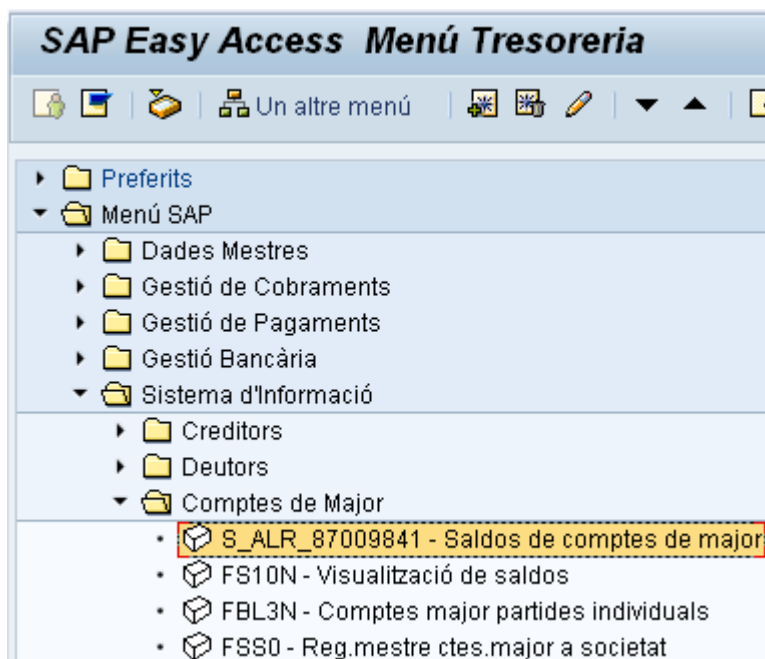 SAP Easy Access Menú Tresoreria
Un altre menú
Preferits
Menú SAP
Dades Mestres
Gestió de Cobraments
Gestió de Pagaments
Gestió Bancària
Sistema d'Informació
Creditors
Deutors
Comptes de Major
S_ALR_87009841 - Saldos de comptes de major
FS10N - Visualització de saldos
FBL3N - Comptes major partides individuals
FSS0 - Reg.mestre ctes.major a societat